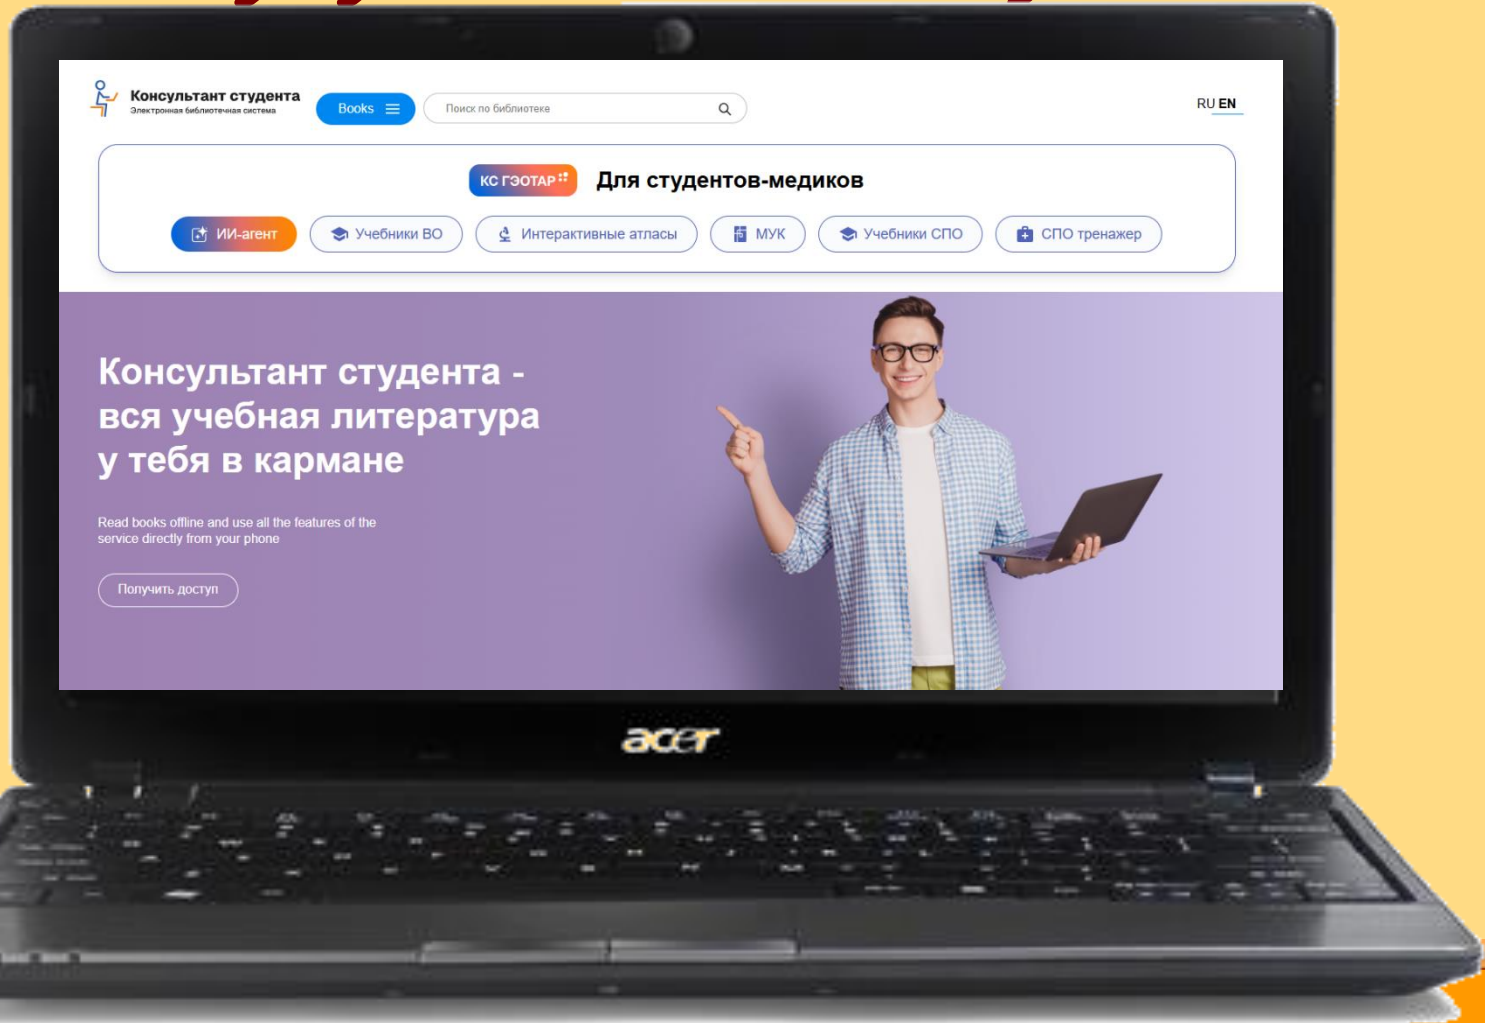 Консультант студента
Электронная библиотечная система
Books
Поиск по библиотеке
RU EN
КС ГЭОТАР
Для студентов-медиков
ИИ-агент
Учебники ВО
Интерактивные атласы
МУК
Учебники СПО
СПО тренажер
Консультант студента -
вся учебная литература
у тебя в кармане
Read books offline and use all the features of the
service directly from your phone
Получить доступ
acer